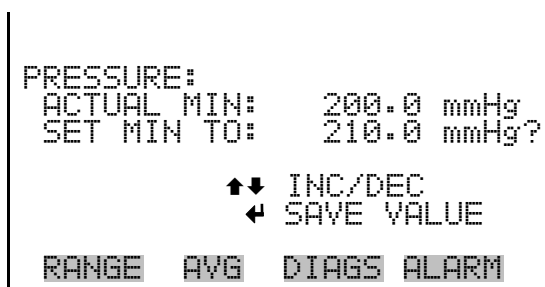 PRESSURE:
ACTUAL MIN: 200.0 mmHg
SET MIN TO: 210.0 mmHg?
⬆⬇ INC/DEC
↵ SAVE VALUE
RANGE AVG DIAGS ALARM